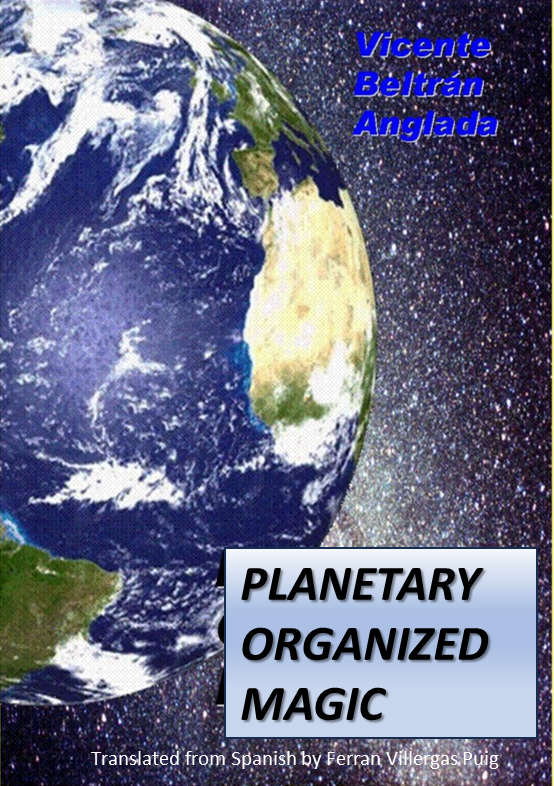 Vicente
Beltrán
Anglada
PLANETARY
ORGANIZED
MAGIC
Translated from Spanish by Ferran Villergas Puig